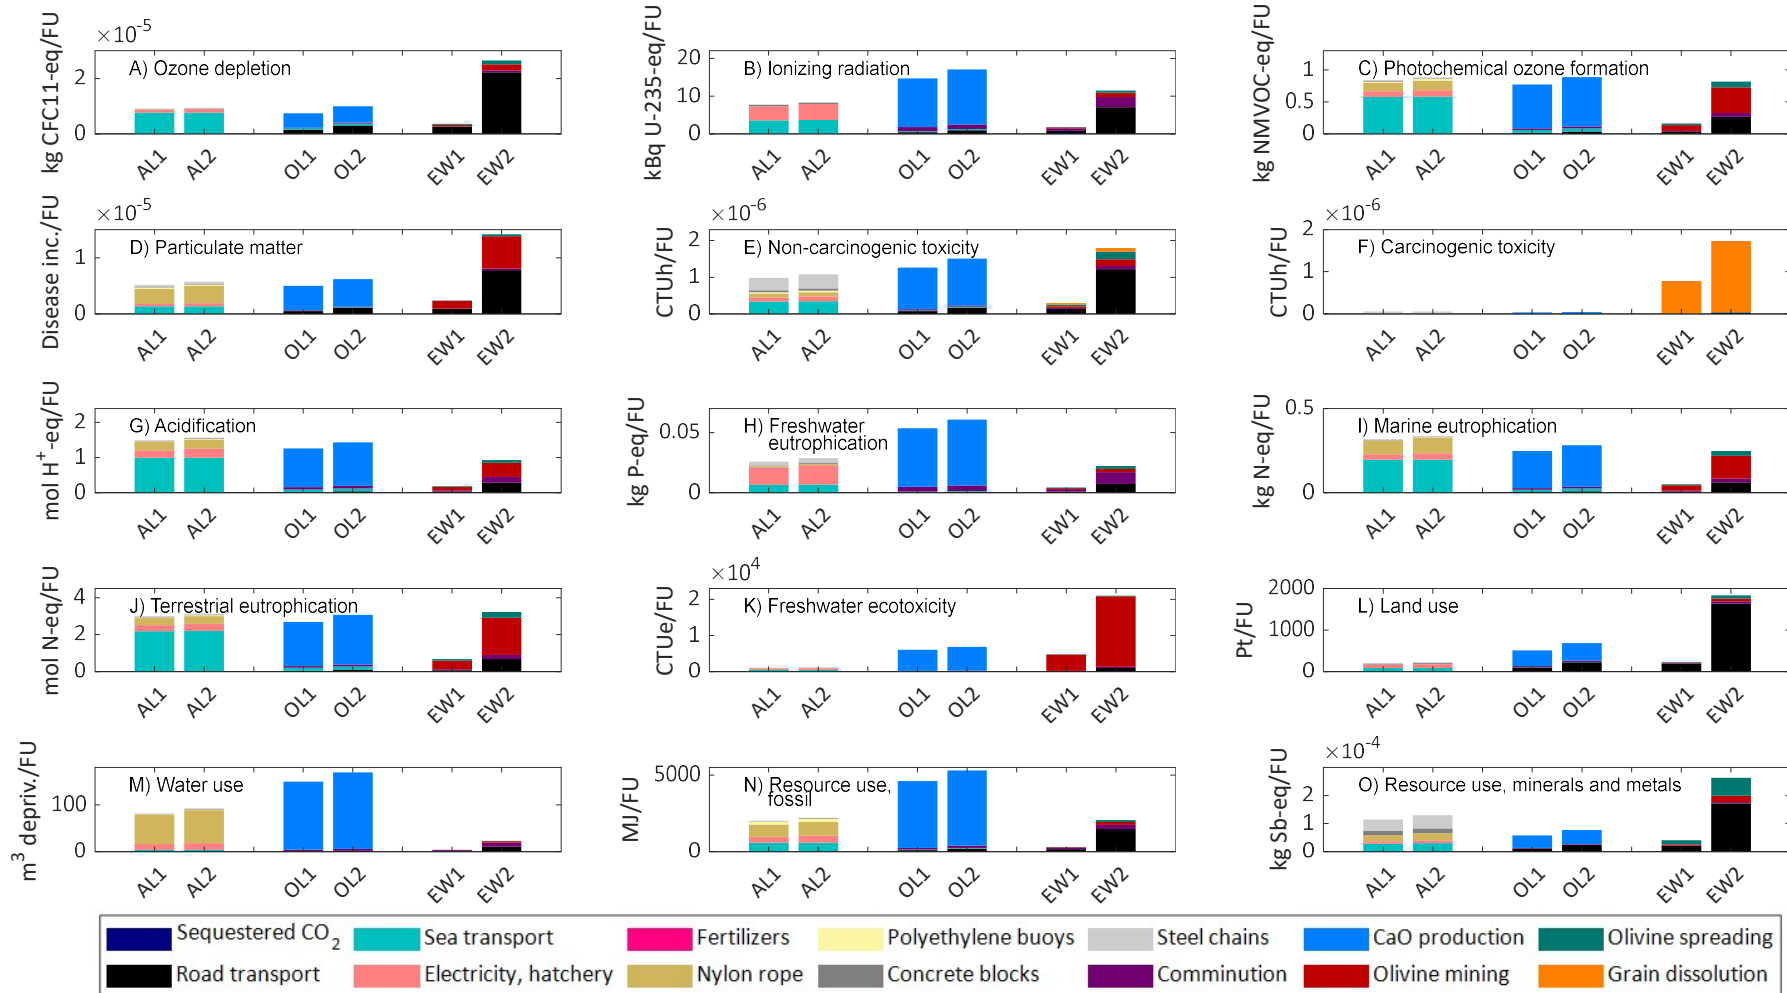 ×10⁻⁵
kg CFC11-eq/FU
2
0
A) Ozone depletion
AL1
AL2
OL1
OL2
EW1
EW2
kBq U-235-eq/FU
20
10
0
B) Ionizing radiation
AL1
AL2
OL1
OL2
EW1
EW2
kg NMVOC-eq/FU
1
0.5
0
C) Photochemical ozone formation
AL1
AL2
OL1
OL2
EW1
EW2
×10⁻⁵
Disease inc./FU
1
0
D) Particulate matter
AL1
AL2
OL1
OL2
EW1
EW2
×10⁻⁶
CTUh/FU
2
1
0
E) Non-carcinogenic toxicity
AL1
AL2
OL1
OL2
EW1
EW2
×10⁻⁶
CTUh/FU
2
1
0
F) Carcinogenic toxicity
AL1
AL2
OL1
OL2
EW1
EW2
mol H⁺-eq/FU
2
1
0
G) Acidification
AL1
AL2
OL1
OL2
EW1
EW2
kg P-eq/FU
0.05
0
H) Freshwater
eutrophication
AL1
AL2
OL1
OL2
EW1
EW2
kg N-eq/FU
0.5
0
I) Marine eutrophication
AL1
AL2
OL1
OL2
EW1
EW2
mol N-eq/FU
4
2
0
J) Terrestrial eutrophication
AL1
AL2
OL1
OL2
EW1
EW2
×10⁴
CTUe/FU
2
1
0
K) Freshwater ecotoxicity
AL1
AL2
OL1
OL2
EW1
EW2
Pt/FU
2000
1000
0
L) Land use
AL1
AL2
OL1
OL2
EW1
EW2
m³ depriv./FU
100
0
M) Water use
AL1
AL2
OL1
OL2
EW1
EW2
MJ/FU
5000
0
N) Resource use,
fossil
AL1
AL2
OL1
OL2
EW1
EW2
×10⁻⁴
kg Sb-eq/FU
2
1
0
O) Resource use, minerals and metals
AL1
AL2
OL1
OL2
EW1
EW2
Sequestered CO₂
Sea transport
Fertilizers
Polyethylene buoys
Steel chains
CaO production
Olivine spreading
Road transport
Electricity, hatchery
Nylon rope
Concrete blocks
Comminution
Olivine mining
Grain dissolution